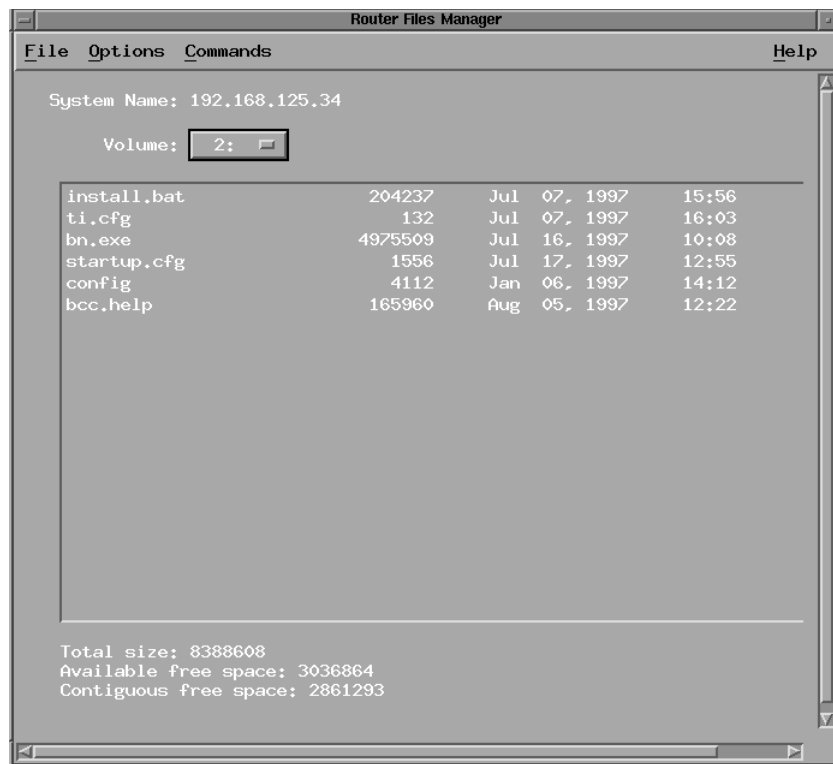 Router Files Manager
File Options Commands Help
System Name: 192.168.125.34
Volume: 2:
install.bat 204237 Jul 07, 1997 15:56
ti.cfg 132 Jul 07, 1997 16:03
bn.exe 4975509 Jul 16, 1997 10:08
startup.cfg 1556 Jul 17, 1997 12:55
config 4112 Jan 06, 1997 14:12
bcc.help 165960 Aug 05, 1997 12:22
Total size: 8388608
Available free space: 3036864
Contiguous free space: 2861293